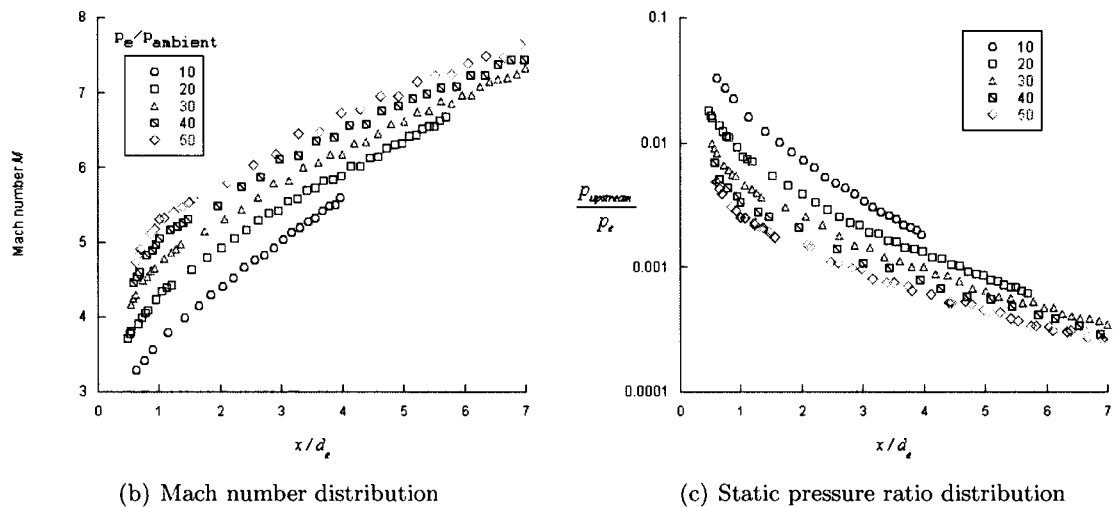 8
7
6
5
4
3
Mach number M
p_e/p_ambient
10
20
30
40
50
0 1 2 3 4 5 6 7
x/d_e
(b) Mach number distribution
0.1
0.01
0.001
0.0001
p_upstream
p_e
10
20
30
40
50
0 1 2 3 4 5 6 7
x/d_e
(c) Static pressure ratio distribution